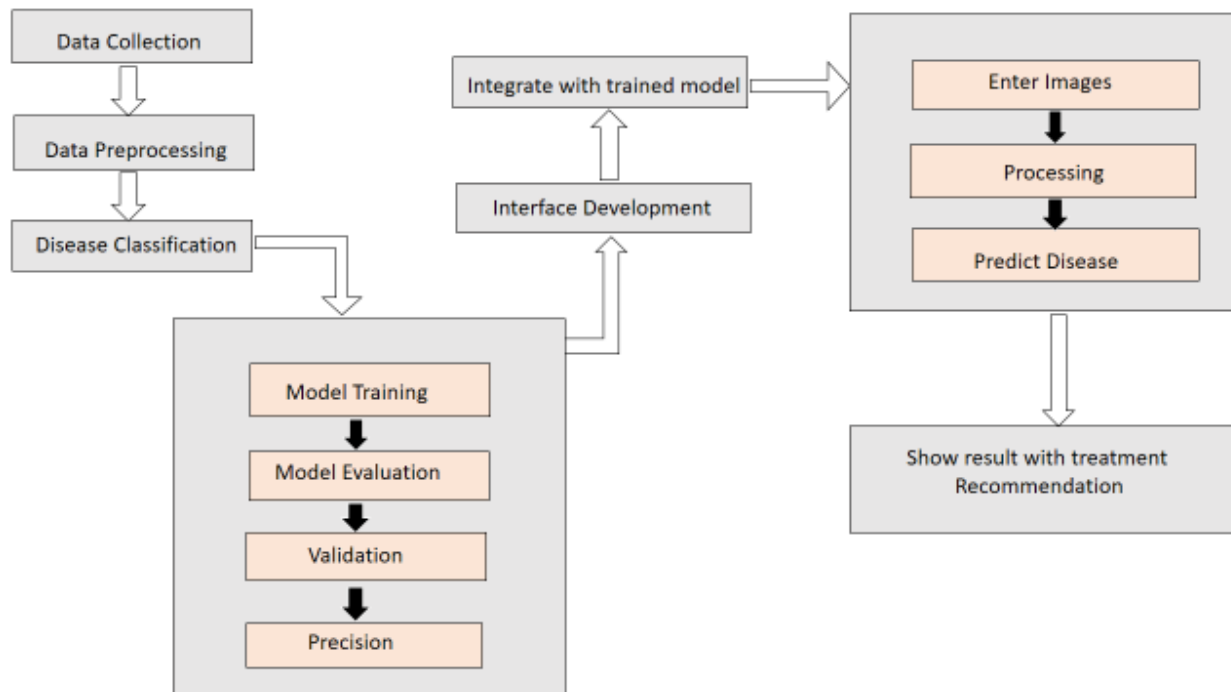 Data Collection
Data Preprocessing
Disease Classification
Model Training
Model Evaluation
Validation
Precision
Interface Development
Integrate with trained model
Enter Images
Processing
Predict Disease
Show result with treatment
Recommendation